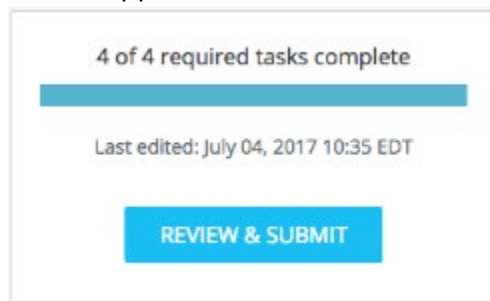 4 of 4 required tasks complete
Last edited: July 04, 2017 10:35 EDT
REVIEW & SUBMIT